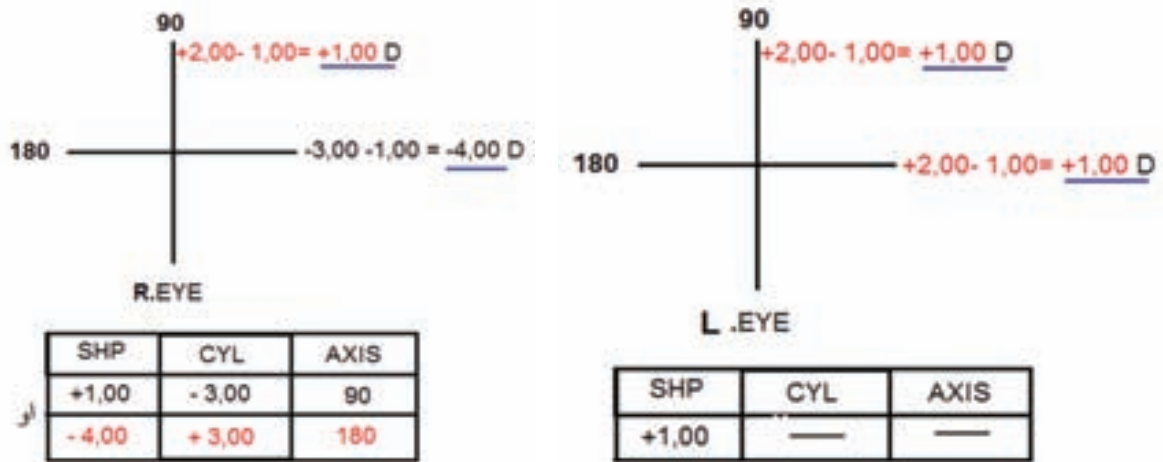 90
+2,00- 1,00= +1,00 D
180
-3,00 -1,00 = -4,00 D
R.EYE
SHP CYL AXIS
+1,00 - 3,00 90
او
- 4,00 + 3,00 180
90
+2,00- 1,00= +1,00 D
180
+2,00- 1,00= +1,00 D
L .EYE
SHP CYL AXIS
+1,00 — —